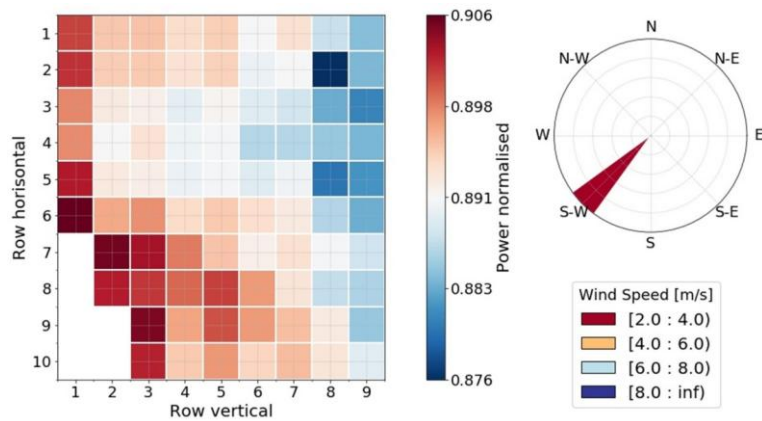 Row horisontal
1
2
3
4
5
6
7
8
9
10
1 2 3 4 5 6 7 8 9
Row vertical
0.906
0.898
0.891
0.883
0.876
Power normalised
N
N-W N-E
W E
S-W S-E
S
Wind Speed [m/s]
[2.0 : 4.0)
[4.0 : 6.0)
[6.0 : 8.0)
[8.0 : inf)